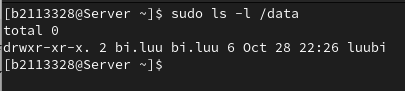 [b2113328@Server ~]$ sudo ls -l /data
total 0
drwxr-xr-x. 2 bi.luu bi.luu 6 Oct 28 22:26 luubi
[b2113328@Server ~]$